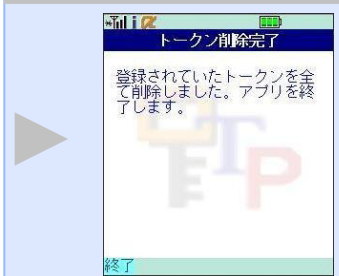 トークン削除完了
登録されていたトークンを全
て削除しました。アプリを終
了します。
OTP
終了